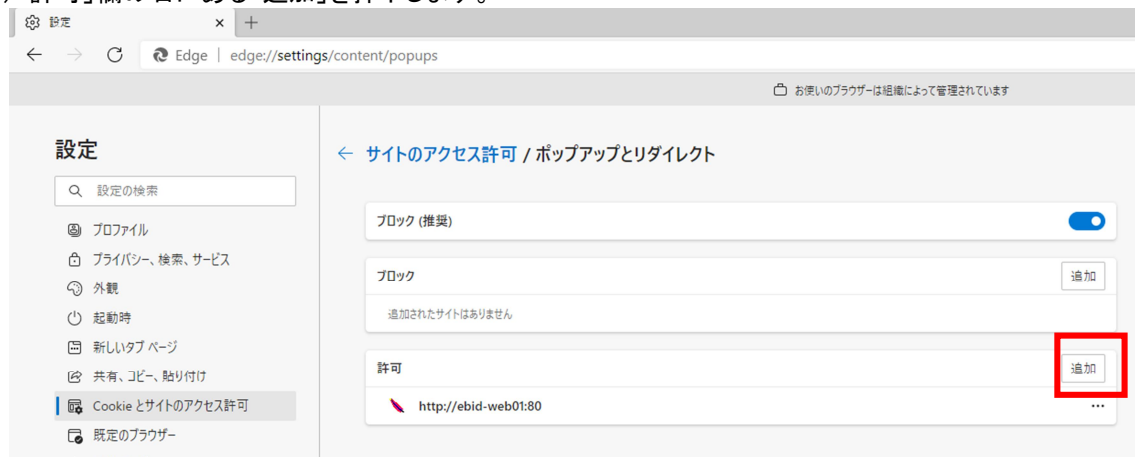 許可」欄の右にある「追加」を押下します。
設定
Edge | edge://settings/content/popups
お使いのブラウザーは組織によって管理されています
設定
設定の検索
プロファイル
プライバシー、検索、サービス
外観
起動時
新しいタブ ページ
共有、コピー、貼り付け
Cookie とサイトのアクセス許可
既定のブラウザー
サイトのアクセス許可 / ポップアップとリダイレクト
ブロック (推奨)
ブロック
追加
追加されたサイトはありません
許可
追加
http://ebid-web01:80